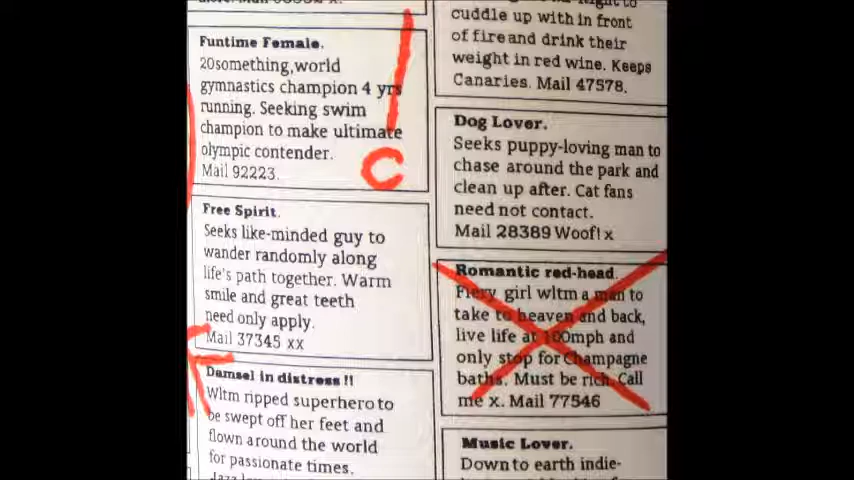 Funtime Female.
20something,world
gymnastics champion 4 yrs
running. Seeking swim
champion to make ultimate
olympic contender.
Mail 92223.
Free Spirit.
Seeks like-minded guy to
wander randomly along
life's path together. Warm
smile and great teeth
need only apply.
Mail 37345 xx
Damsel in distress !!
Wltm ripped superhero to
be swept off her feet and
flown around the world
for passionate times.
cuddle up with in front
of fire and drink their
weight in red wine. Keeps
Canaries. Mail 47578.
Dog Lover.
Seeks puppy-loving man to
chase around the park and
clean up after. Cat fans
need not contact.
Mail 28389 Woof! x
Romantic red-head.
Fiery girl wltm a man to
take to heaven and back,
live life at 100mph and
only stop for Champagne
baths. Must be rich. Call
me x. Mail 77546
Music Lover.
Down to earth indie-